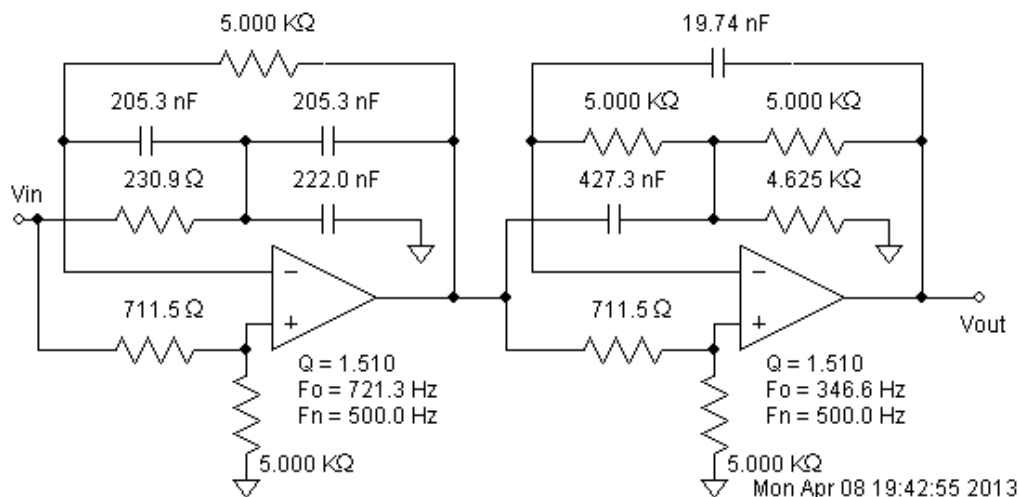 5.000 KΩ
19.74 nF
205.3 nF
205.3 nF
5.000 KΩ
5.000 KΩ
Vin
230.9 Ω
222.0 nF
427.3 nF
4.625 KΩ
711.5 Ω
711.5 Ω
Vout
Q = 1.510
Fo = 721.3 Hz
Fn = 500.0 Hz
Q = 1.510
Fo = 346.6 Hz
Fn = 500.0 Hz
5.000 KΩ
5.000 KΩ
Mon Apr 08 19:42:55 2013